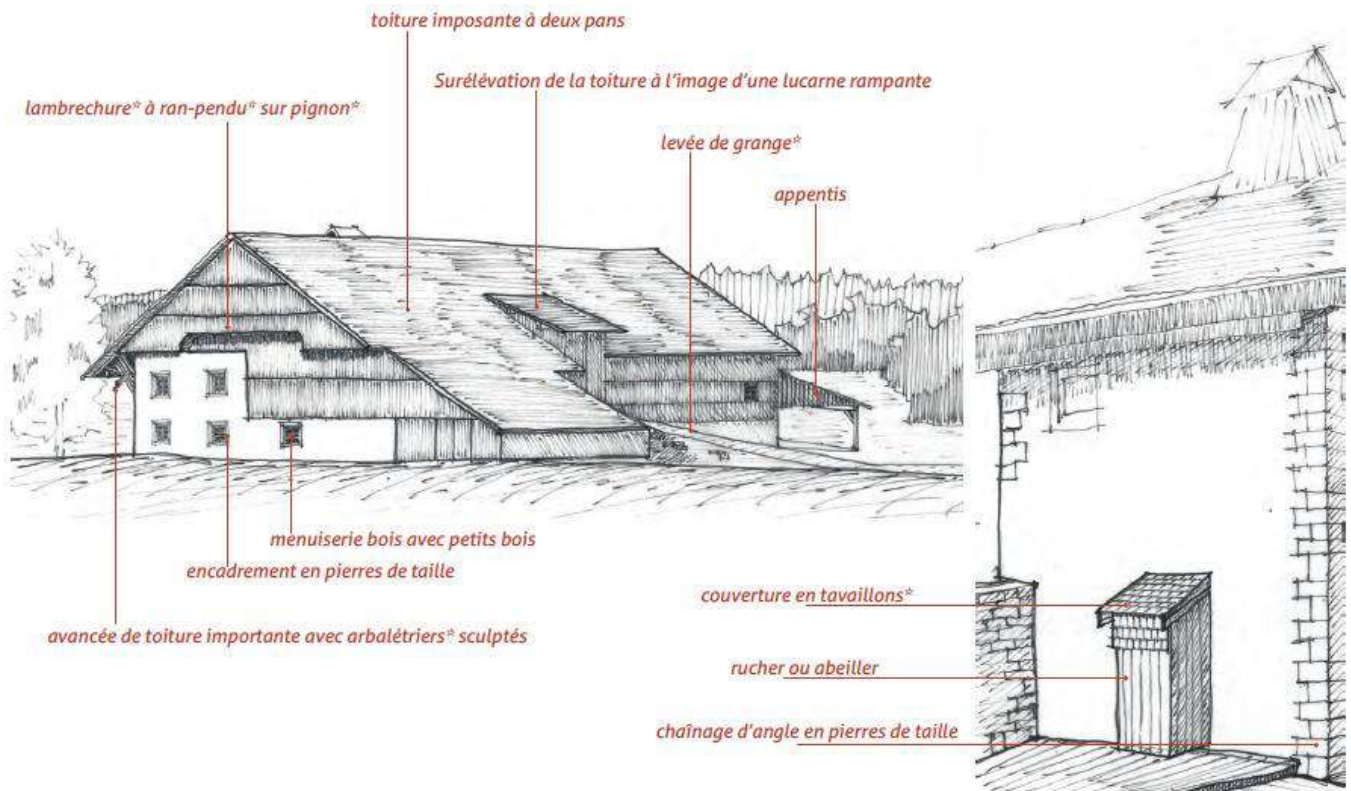 toiture imposante à deux pans
Surélévation de la toiture à l'image d'une lucarne rampante
lambrechure* à ran-pendu* sur pignon*
levée de grange*
appentis
menuiserie bois avec petits bois
encadrement en pierres de taille
avancée de toiture importante avec arbalétriers* sculptés
couverture en tavaillons*
rucher ou abeiller
chaînage d'angle en pierres de taille